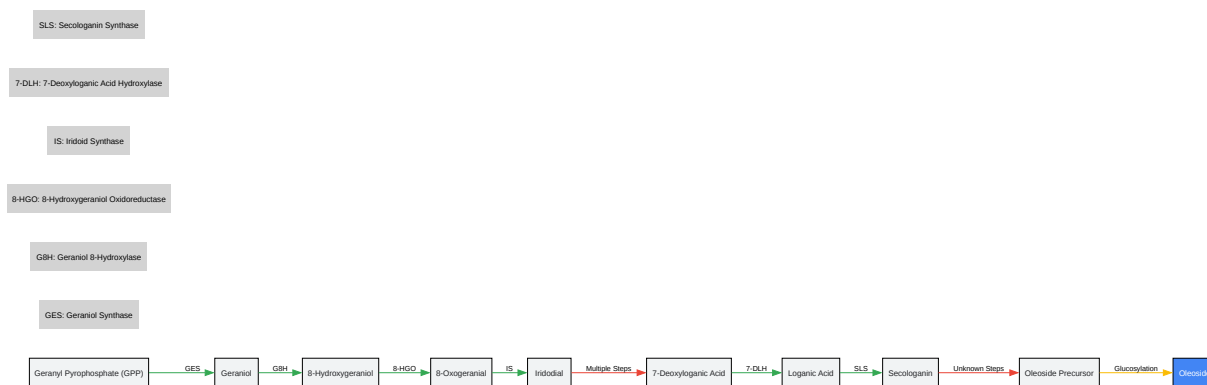 SLS: Secologanin Synthase
7-DLH: 7-Deoxyloganic Acid Hydroxylase
IS: Iridoid Synthase
8-HGO: 8-Hydroxygeraniol Oxidoreductase
G8H: Geraniol 8-Hydroxylase
GES: Geraniol Synthase
Geranyl Pyrophosphate (GPP) GES Geraniol G8H 8-Hydroxygeraniol 8-HGO 8-Oxogeranial IS Iridodial Multiple Steps 7-Deoxyloganic Acid 7-DLH Loganic Acid SLS Secologanin Unknown Steps Oleoside Precursor Glucosylation Oleoside